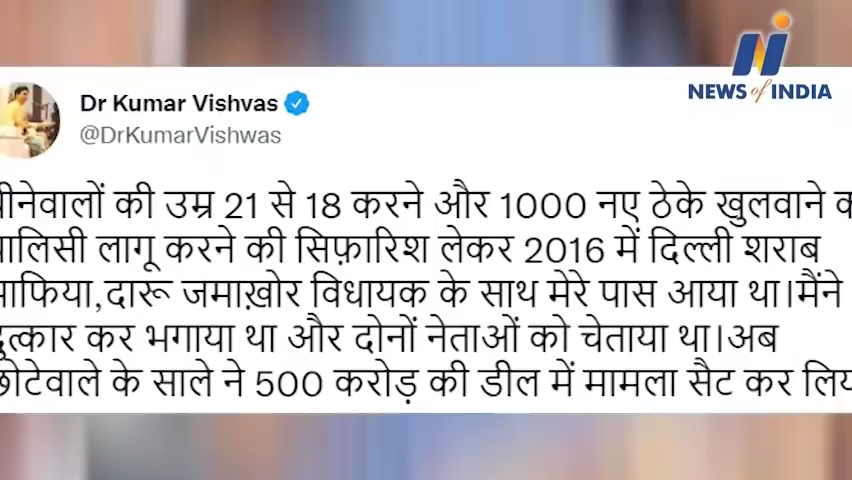 NEWS of INDIA
Dr Kumar Vishvas
@DrKumarVishwas
की उम्र 21 से 18 करने और 1000 नए ठेके खुलवाने
लागू करने की सिफ़ारिश लेकर 2016 में दिल्ली शराब
दारू जमाख़ोर विधायक के साथ मेरे पास आया था।मैंने
कर भगाया था और दोनों नेताओं को चेताया था।अब
के साले ने 500 करोड़ की डील में मामला सैट कर